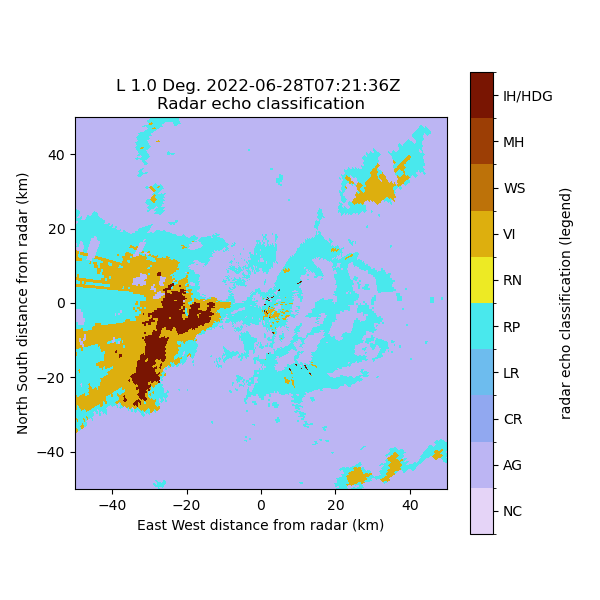 L 1.0 Deg. 2022-06-28T07:21:36Z
Radar echo classification
North South distance from radar (km)
40
20
0
−20
−40
−40
−20
0
20
40
East West distance from radar (km)
IH/HDG
MH
WS
VI
RN
RP
LR
CR
AG
NC
radar echo classification (legend)